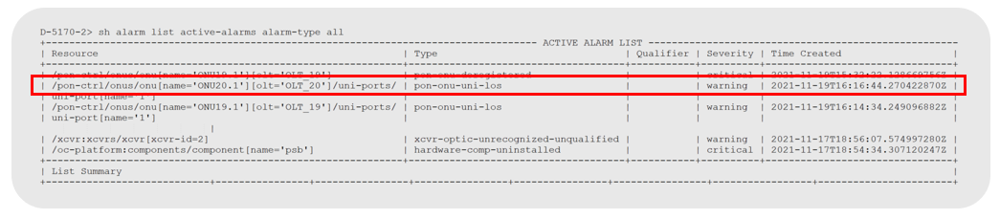 D-5170-2> sh alarm list active-alarms alarm-type all
+------------------------------------------------------------------------------- ACTIVE ALARM LIST -------------------------------------------------+
| Resource | Type | Qualifier | Severity | Time Created |
| /pon-ctrl/onus/onu[name='ONU19.1'][olt='OLT_19'] | pon-onu-deregistered | | critical | 2021-11-19T15:32:22.128669756Z |
| /pon-ctrl/onus/onu[name='ONU20.1'][olt='OLT_20']/uni-ports/ | pon-onu-uni-los | | warning | 2021-11-19T16:16:44.270422870Z |
| uni-port[name='1'] | | | | |
| /pon-ctrl/onus/onu[name='ONU19.1'][olt='OLT_19']/uni-ports/ | pon-onu-uni-los | | warning | 2021-11-19T16:14:34.249096882Z |
| uni-port[name='1'] | | | | |
|
| /xcvr:xcvrs/xcvr[xcvr-id=2] | xcvr-optic-unrecognized-unqualified | | warning | 2021-11-17T18:56:07.574997280Z |
| /oc-platform:components/component[name='psb'] | hardware-comp-uninstalled | | critical | 2021-11-17T18:54:34.307120247Z |
| List Summary |